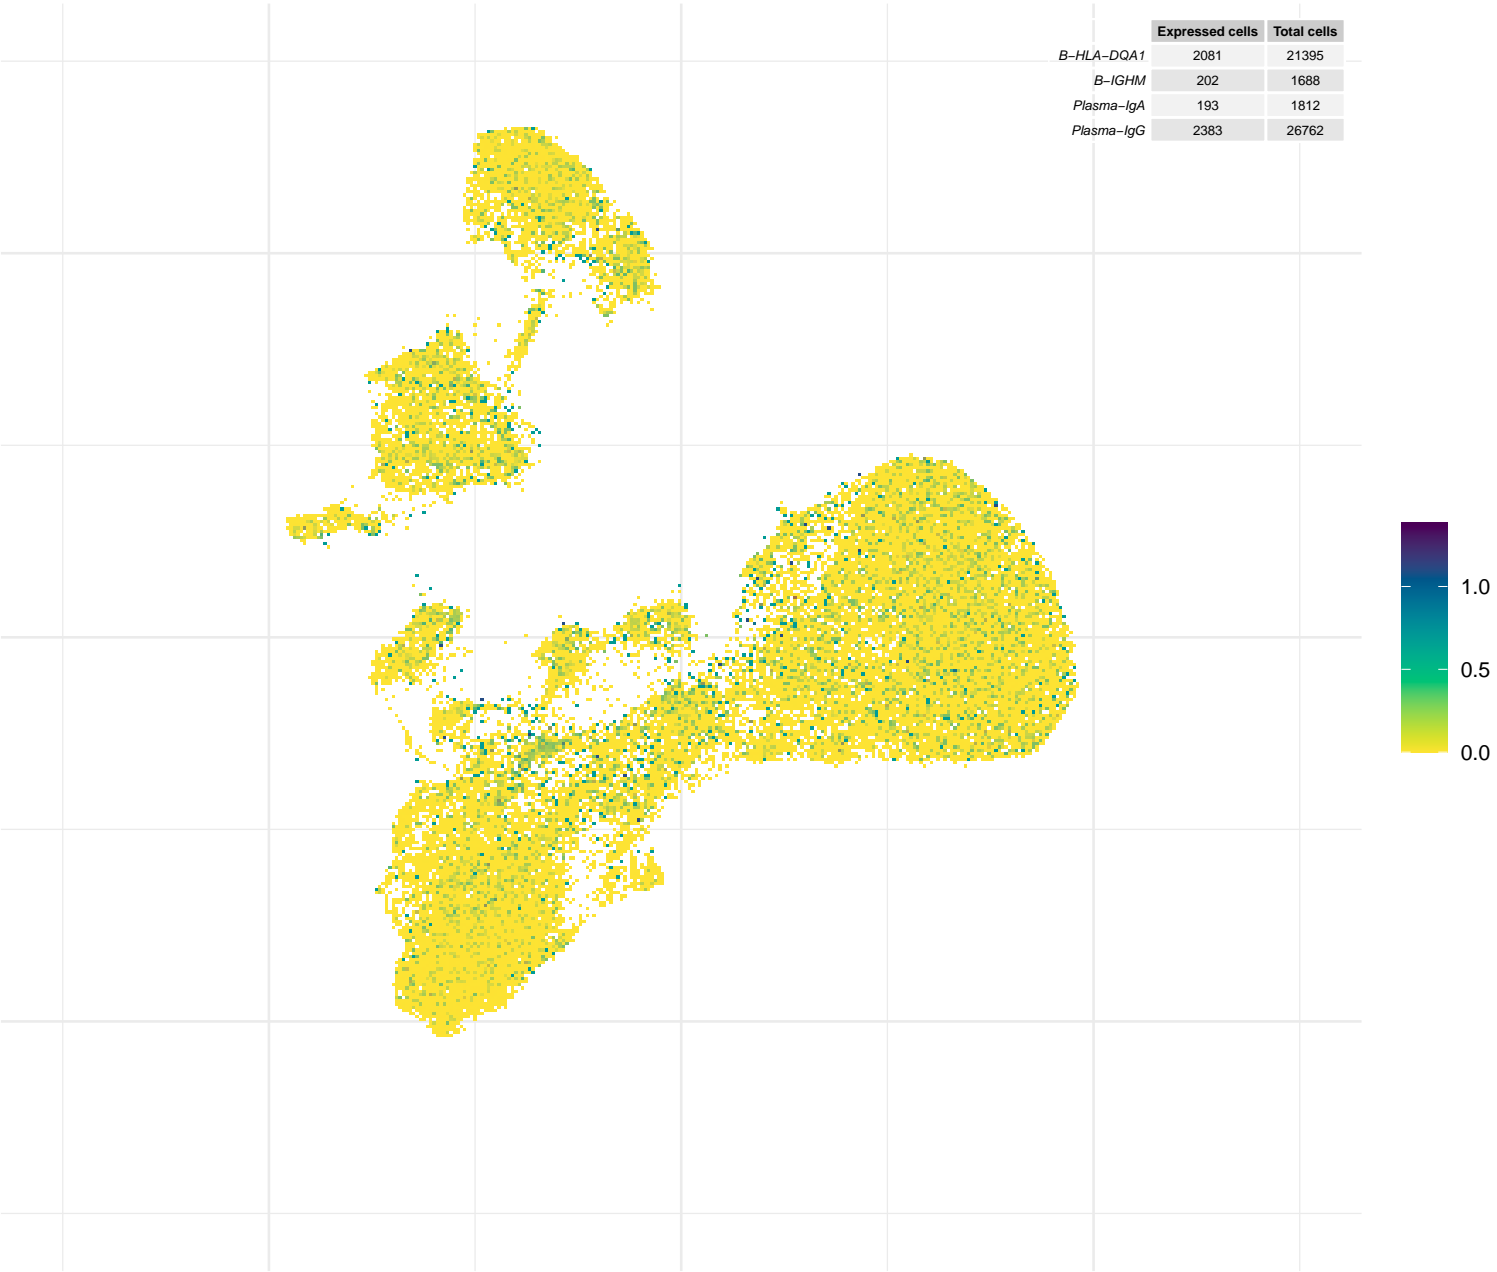 Expressed cells Total cells
B−HLA−DQA1 2081 21395
B−IGHM 202 1688
Plasma−IgA 193 1812
Plasma−IgG 2383 26762
1.0
0.5
0.0